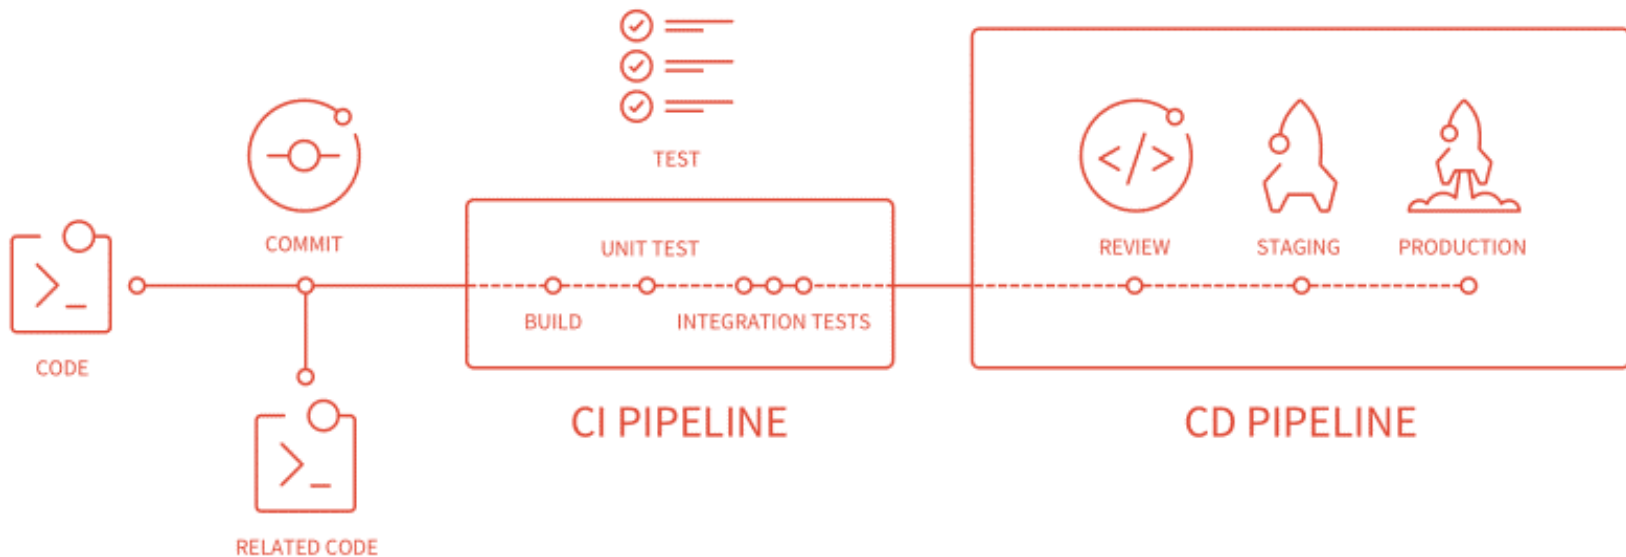 TEST
COMMIT
UNIT TEST
REVIEW
STAGING
PRODUCTION
BUILD
INTEGRATION TESTS
CODE
CI PIPELINE
CD PIPELINE
RELATED CODE